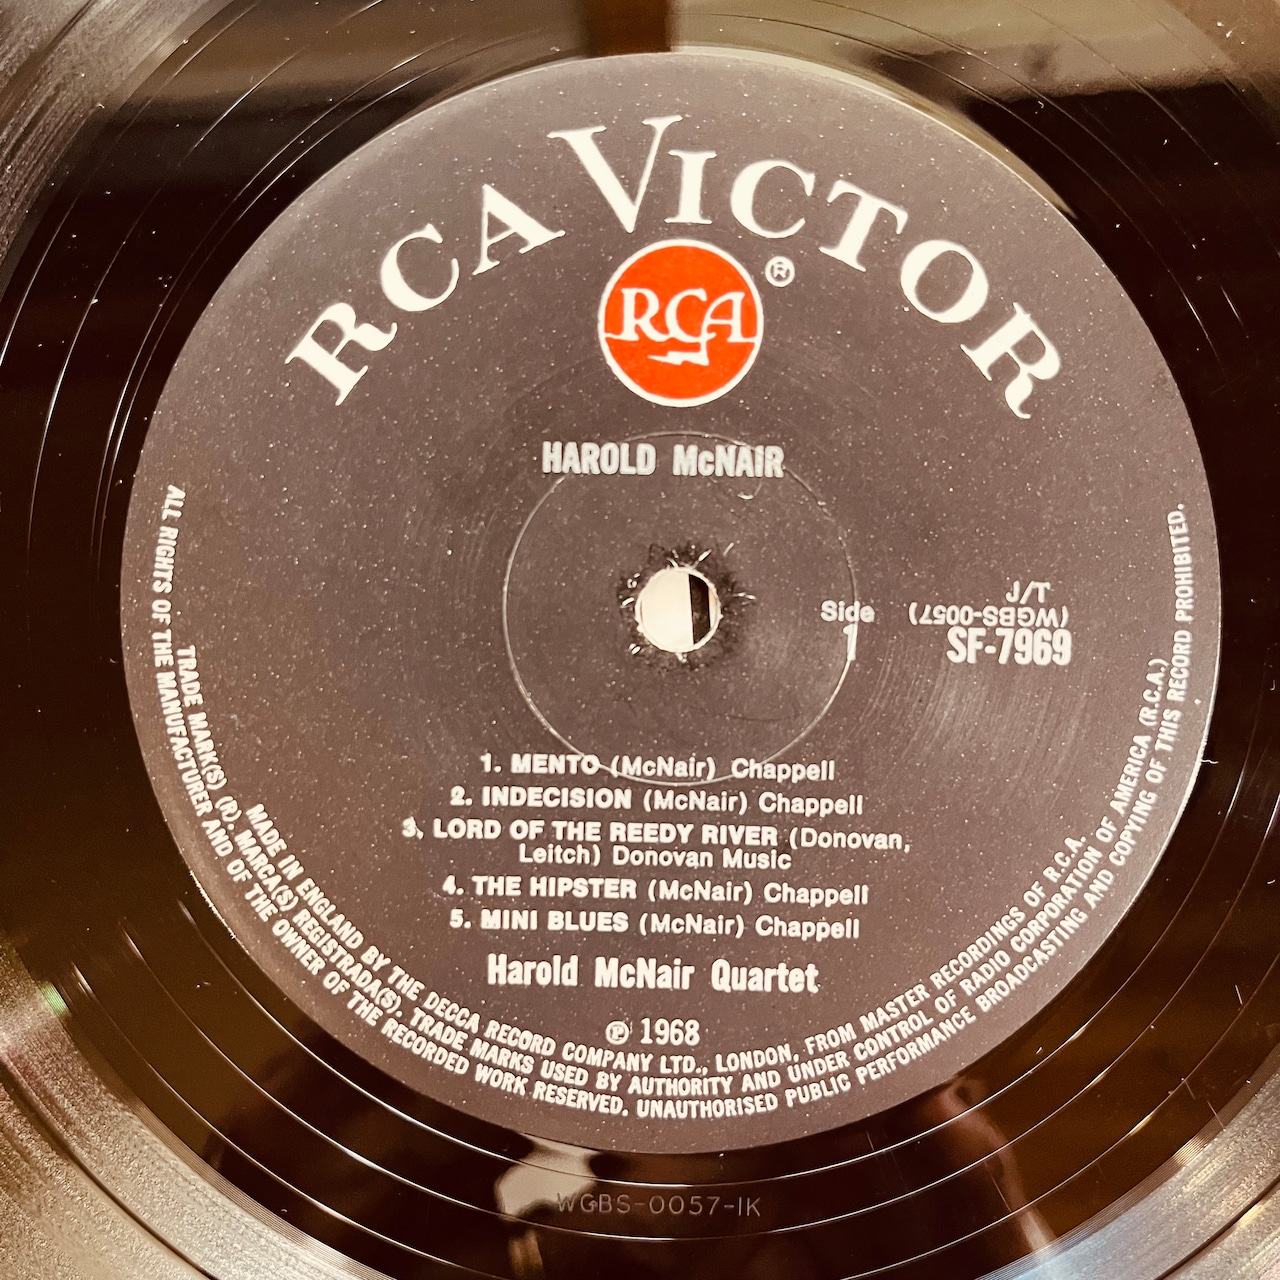 RCA VICTOR
RCA
®
HAROLD McNAIR
Side
1
J/T
(WGBS-0057)
SF-7969
1. MENTO (McNair) Chappell
2. INDECISION (McNair) Chappell
3. LORD OF THE REEDY RIVER (Donovan,
Leitch) Donovan Music
4. THE HIPSTER (McNair) Chappell
5. MINI BLUES (McNair) Chappell
Harold McNair Quartet
℗ 1968
MADE IN ENGLAND BY THE DECCA RECORD COMPANY LTD., LONDON, FROM MASTER RECORDINGS OF R.C.A.
TRADE MARK(S) (R). MARCA(S) REGISTRADA(S). TRADE MARKS USED BY AUTHORITY AND UNDER CONTROL OF RADIO CORPORATION OF AMERICA (R.C.A.)
ALL RIGHTS OF THE MANUFACTURER AND OF THE OWNER OF THE RECORDED WORK RESERVED. UNAUTHORISED PUBLIC PERFORMANCE BROADCASTING AND COPYING OF THIS RECORD PROHIBITED.
WGBS-0057-1K